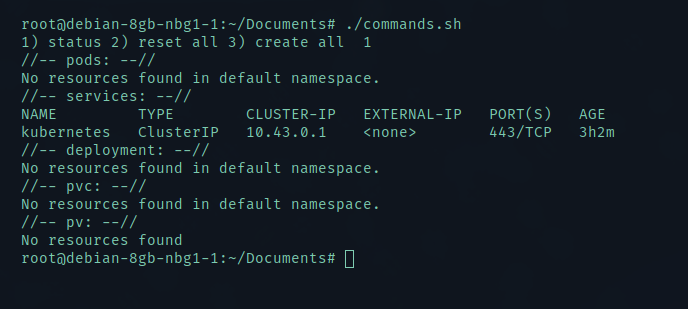 root@debian-8gb-nbg1-1:~/Documents# ./commands.sh
1) status 2) reset all 3) create all  1
//-- pods: --//
No resources found in default namespace.
//-- services: --//
NAME         TYPE        CLUSTER-IP   EXTERNAL-IP   PORT(S)   AGE
kubernetes   ClusterIP   10.43.0.1    <none>        443/TCP   3h2m
//-- deployment: --//
No resources found in default namespace.
//-- pvc: --//
No resources found in default namespace.
//-- pv: --//
No resources found
root@debian-8gb-nbg1-1:~/Documents#